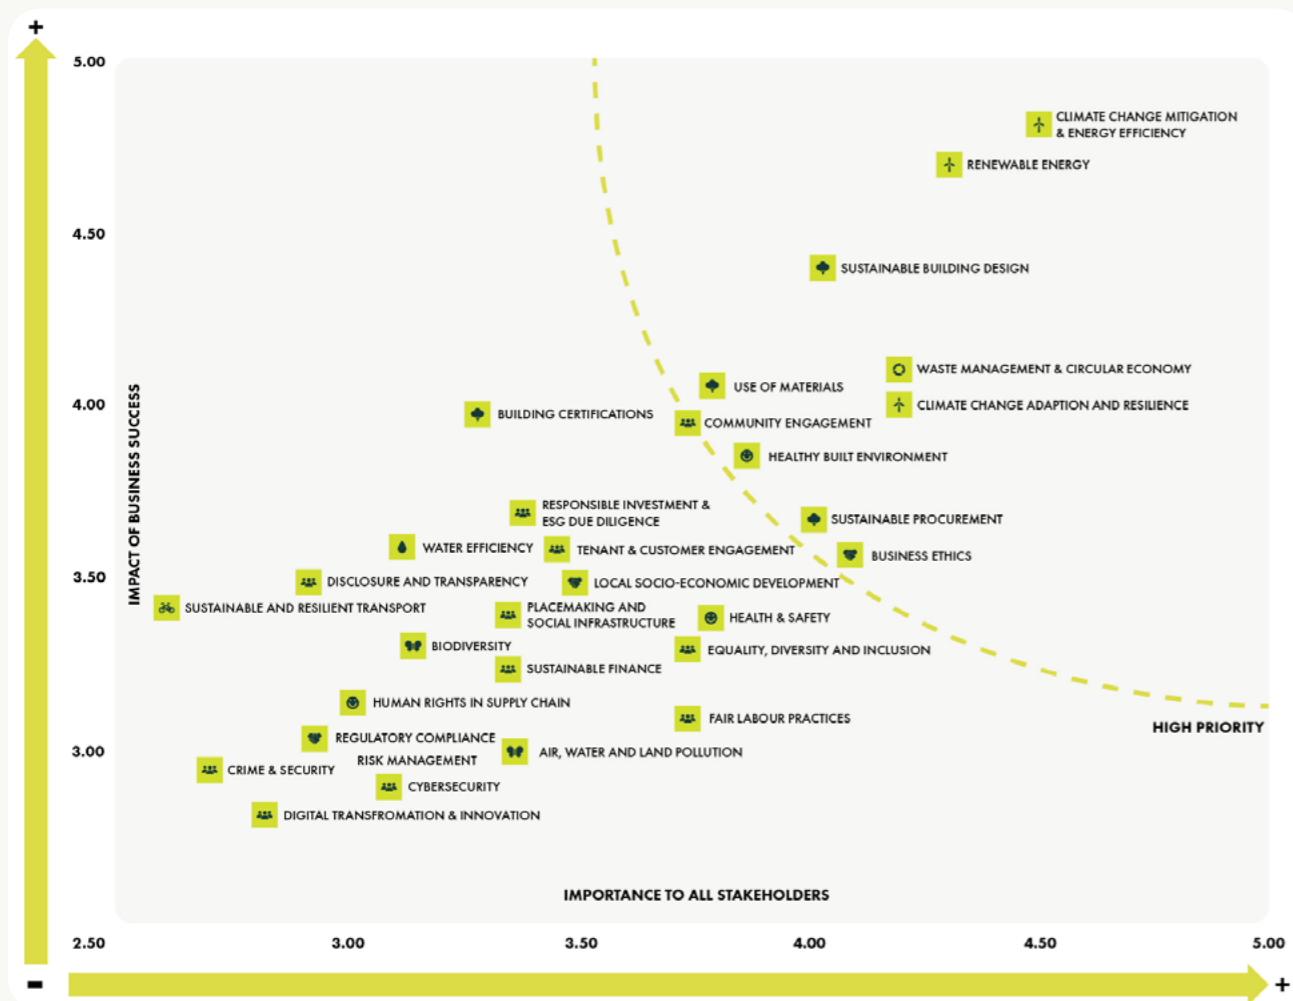 +
5.00
CLIMATE CHANGE MITIGATION
& ENERGY EFFICIENCY
RENEWABLE ENERGY
4.50
SUSTAINABLE BUILDING DESIGN
WASTE MANAGEMENT & CIRCULAR ECONOMY
USE OF MATERIALS
4.00
CLIMATE CHANGE ADAPTION AND RESILIENCE
BUILDING CERTIFICATIONS
COMMUNITY ENGAGEMENT
IMPACT OF BUSINESS SUCCESS
HEALTHY BUILT ENVIRONMENT
RESPONSIBLE INVESTMENT &
ESG DUE DILIGENCE
SUSTAINABLE PROCUREMENT
WATER EFFICIENCY
TENANT & CUSTOMER ENGAGEMENT
BUSINESS ETHICS
3.50
DISCLOSURE AND TRANSPARENCY
LOCAL SOCIO-ECONOMIC DEVELOPMENT
SUSTAINABLE AND RESILIENT TRANSPORT
PLACEMAKING AND
SOCIAL INFRASTRUCTURE
HEALTH & SAFETY
BIODIVERSITY
EQUALITY, DIVERSITY AND INCLUSION
SUSTAINABLE FINANCE
HUMAN RIGHTS IN SUPPLY CHAIN
FAIR LABOUR PRACTICES
HIGH PRIORITY
REGULATORY COMPLIANCE
3.00
AIR, WATER AND LAND POLLUTION
RISK MANAGEMENT
CRIME & SECURITY
CYBERSECURITY
DIGITAL TRANSFROMATION & INNOVATION
IMPORTANCE TO ALL STAKEHOLDERS
2.50
3.00
3.50
4.00
4.50
5.00
-
+